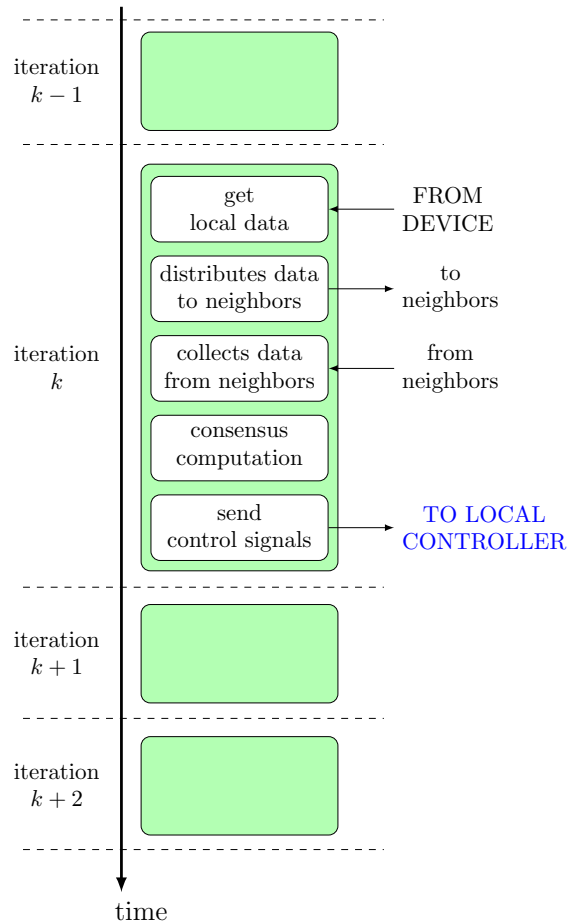 iteration
k − 1
get
local data
FROM
DEVICE
distributes data
to neighbors
to
neighbors
iteration
k
collects data
from neighbors
from
neighbors
consensus
computation
send
control signals
TO LOCAL
CONTROLLER
iteration
k + 1
iteration
k + 2
time